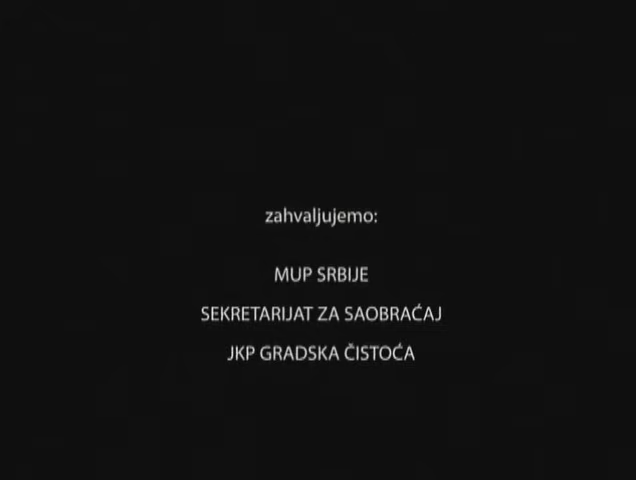 zahvaljujemo:
MUP SRBIJE
SEKRETARIJAT ZA SAOBRAĆAJ
JKP GRADSKA ČISTOĆA